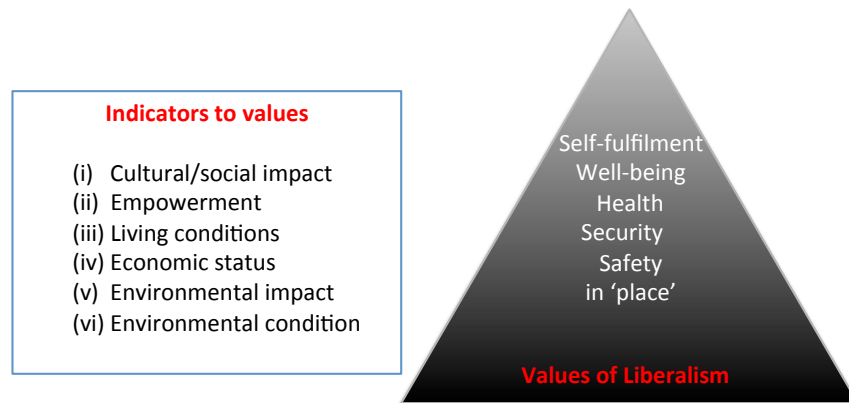 Indicators to values
(i) Cultural/social impact
(ii) Empowerment
(iii) Living conditions
(iv) Economic status
(v) Environmental impact
(vi) Environmental condition
Self-fulfilment
Well-being
Health
Security
Safety
in ‘place’
Values of Liberalism